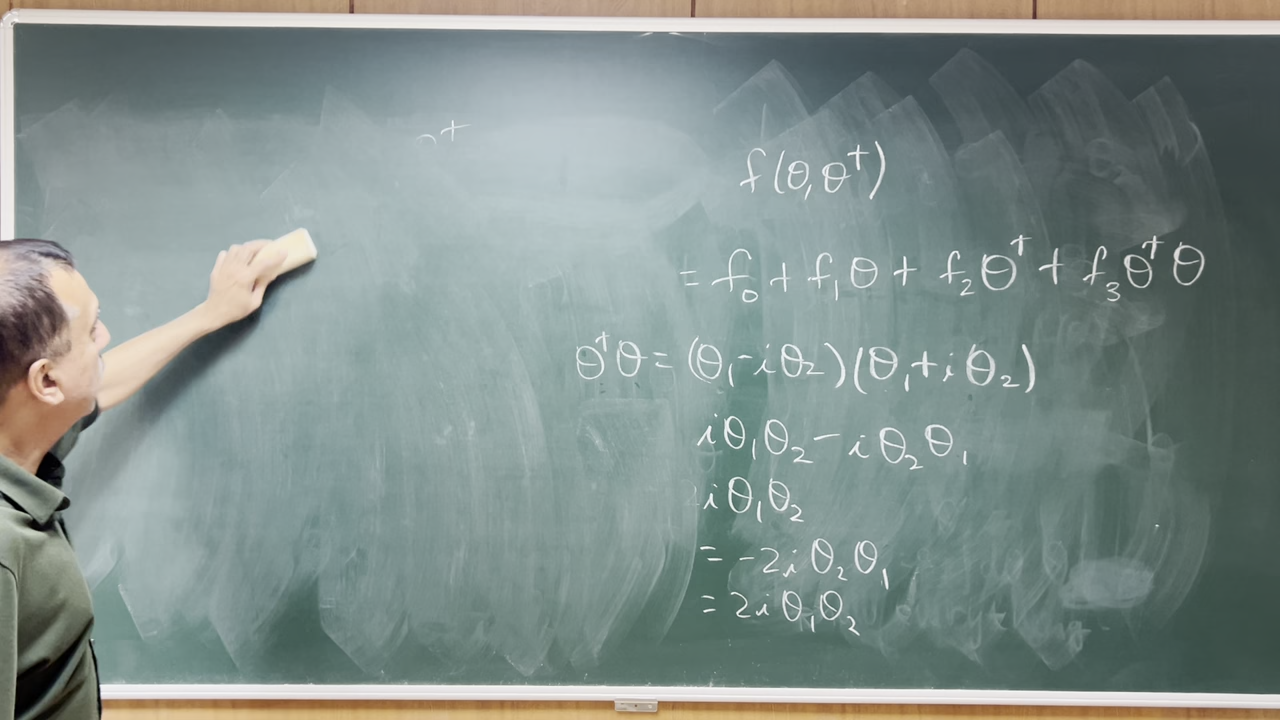 †
f(θ, θ†)
= f₀ + f₁θ + f₂θ† + f₃θ†θ
θ†θ = (θ₁ - iθ₂)(θ₁ + iθ₂)
iθ₁θ₂ - iθ₂θ₁
iθ₁θ₂
= -2iθ₂θ₁
= 2iθ₁θ₂